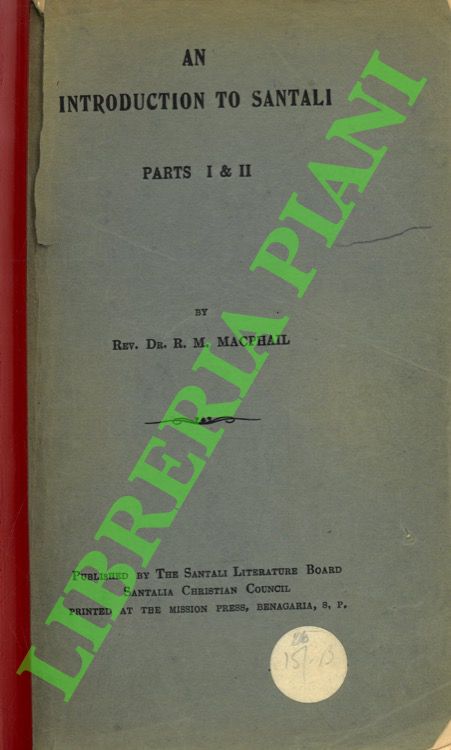 AN
INTRODUCTION TO SANTALI
PARTS I & II
BY
REV. DR. R. M. MACPHAIL
PUBLISHED BY THE SANTALI LITERATURE BOARD
SANTALIA CHRISTIAN COUNCIL
PRINTED AT THE MISSION PRESS, BENAGARIA, S. P.
LIBRERIA PIANI